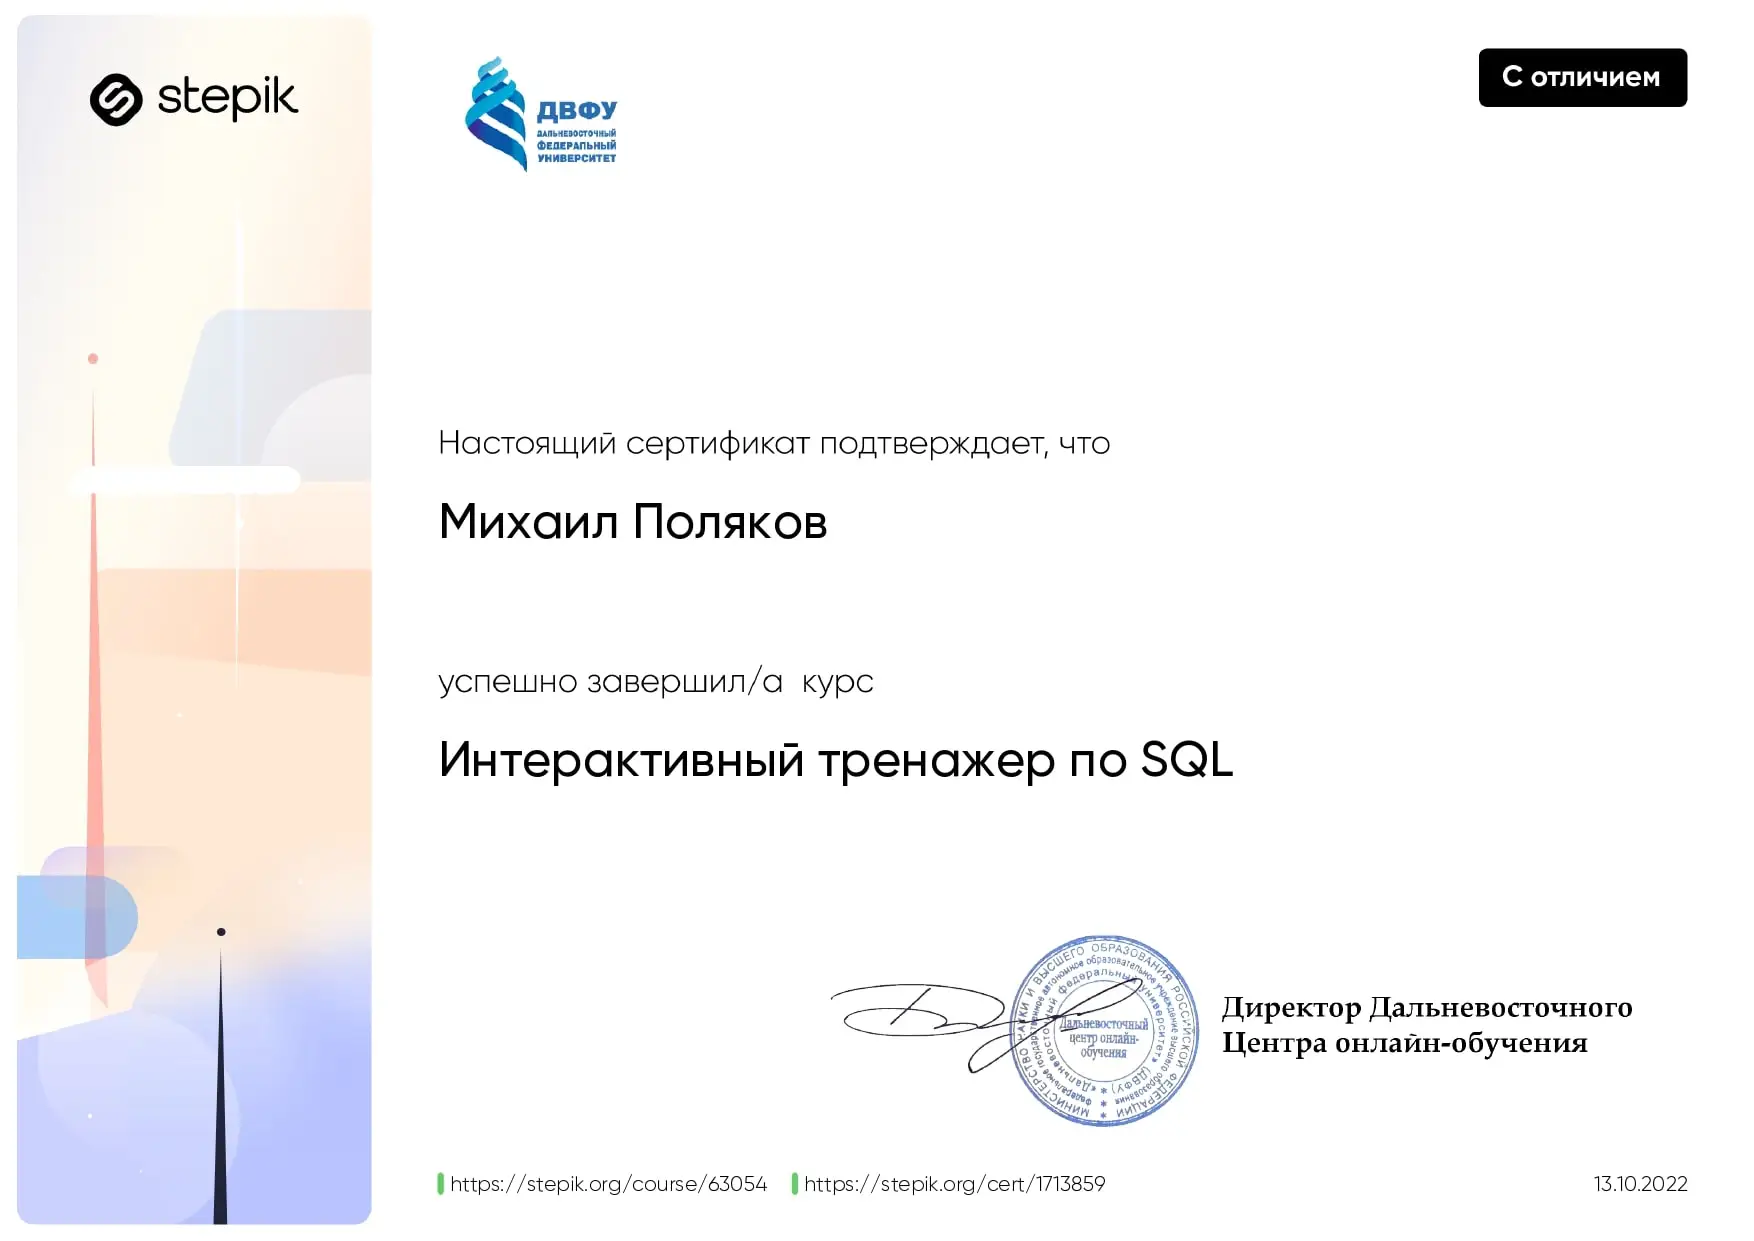 stepik
ДВФУ
ДАЛЬНЕВОСТОЧНЫЙ
ФЕДЕРАЛЬНЫЙ
УНИВЕРСИТЕТ
С отличием
Настоящий сертификат подтверждает, что
Михаил Поляков
успешно завершил/а курс
Интерактивный тренажер по SQL
МИНИСТЕРСТВО НАУКИ И ВЫСШЕГО ОБРАЗОВАНИЯ РОССИЙСКОЙ ФЕДЕРАЦИИ
Федеральное государственное автономное образовательное учреждение высшего образования
«Дальневосточный федеральный университет» (ДВФУ)
Дальневосточный
центр онлайн-
обучения
Директор Дальневосточного
Центра онлайн-обучения
https://stepik.org/course/63054
https://stepik.org/cert/1713859
13.10.2022